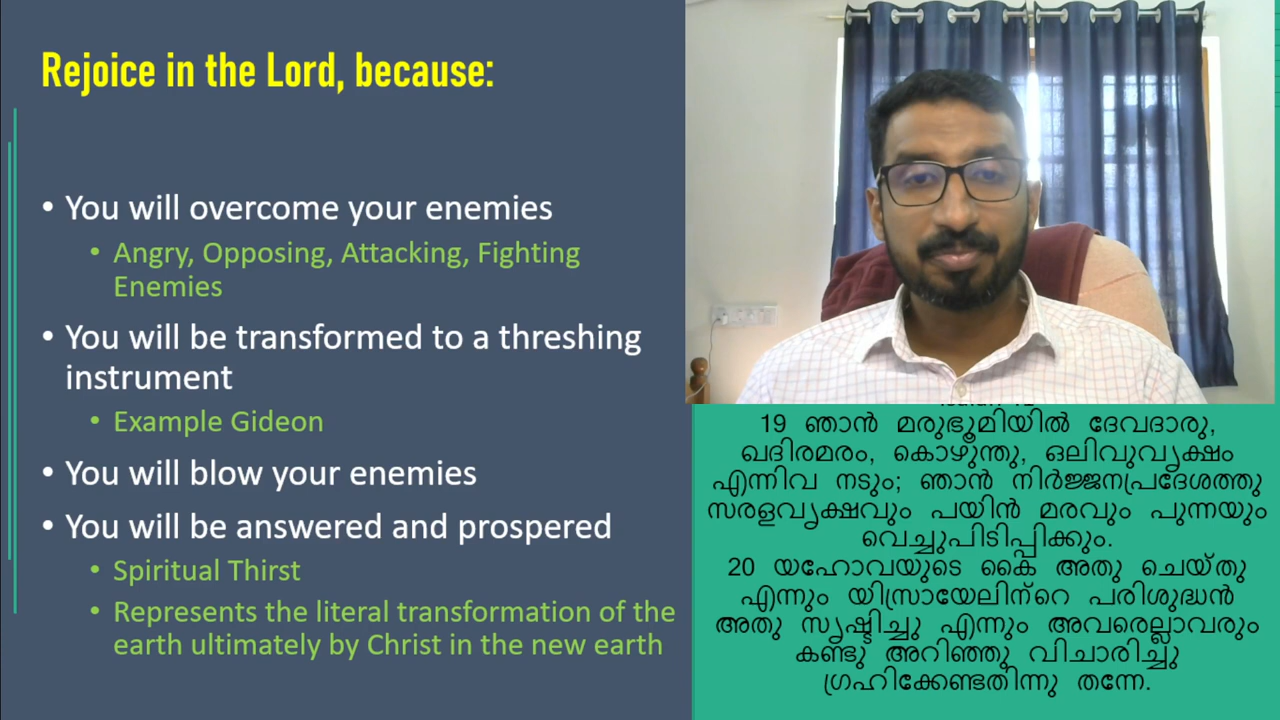 Rejoice in the Lord, because:
• You will overcome your enemies
• Angry, Opposing, Attacking, Fighting
Enemies
• You will be transformed to a threshing
instrument
• Example Gideon
• You will blow your enemies
• You will be answered and prospered
• Spiritual Thirst
• Represents the literal transformation of the
earth ultimately by Christ in the new earth
19 ഞാൻ മരുഭൂമിയിൽ ദേവദാരു,
ഖദിരമരം, കൊഴുന്തു, ഒലിവുവൃക്ഷം
എന്നിവ നടും; ഞാൻ നിർജ്ജനപ്രദേശത്തു
സരളവൃക്ഷവും പയിൻ മരവും പുന്നയും
വെച്ചുപിടിപ്പിക്കും.
20 യഹോവയുടെ കൈ അതു ചെയ്തു
എന്നും യിസ്രായേലിന്റെ പരിശുദ്ധൻ
അതു സൃഷ്ടിച്ചു എന്നും അവരെല്ലാവരും
കണ്ടു അറിഞ്ഞു വിചാരിച്ചു
ഗ്രഹിക്കേണ്ടതിന്നു തന്നേ.